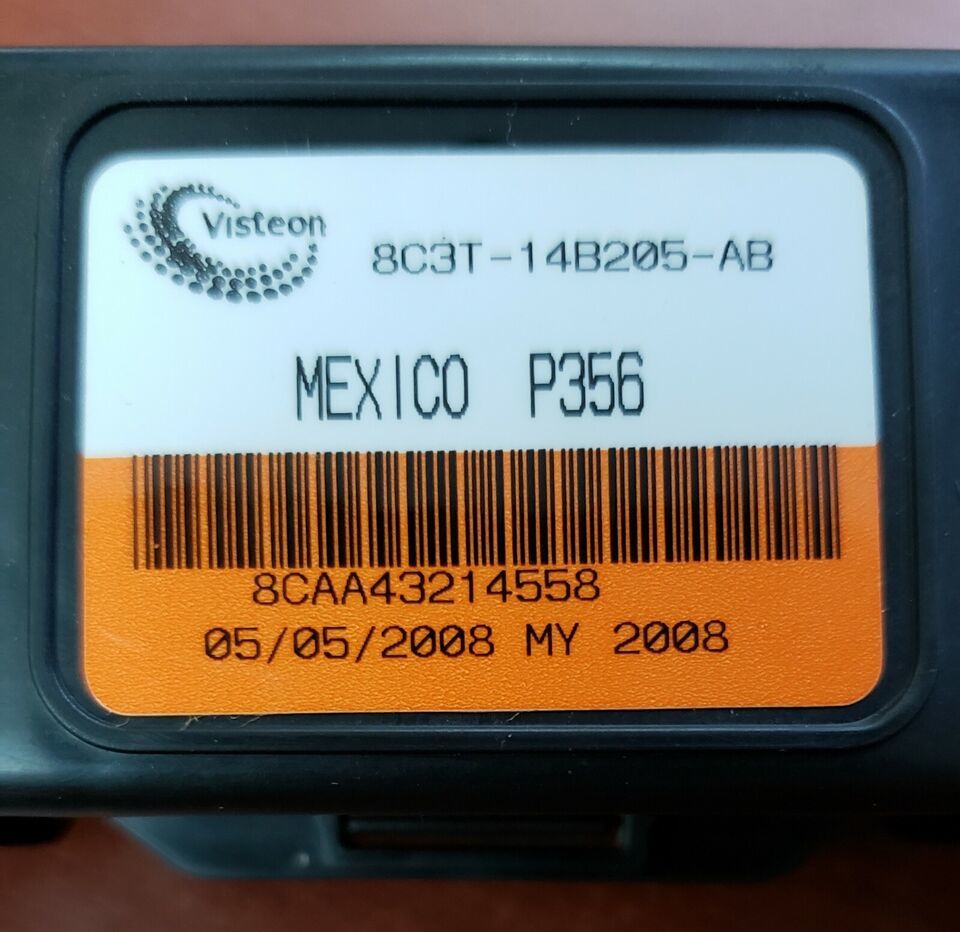 Visteon
8C3T-14B205-AB
MEXICO P356
8CAA43214558
05/05/2008 MY 2008